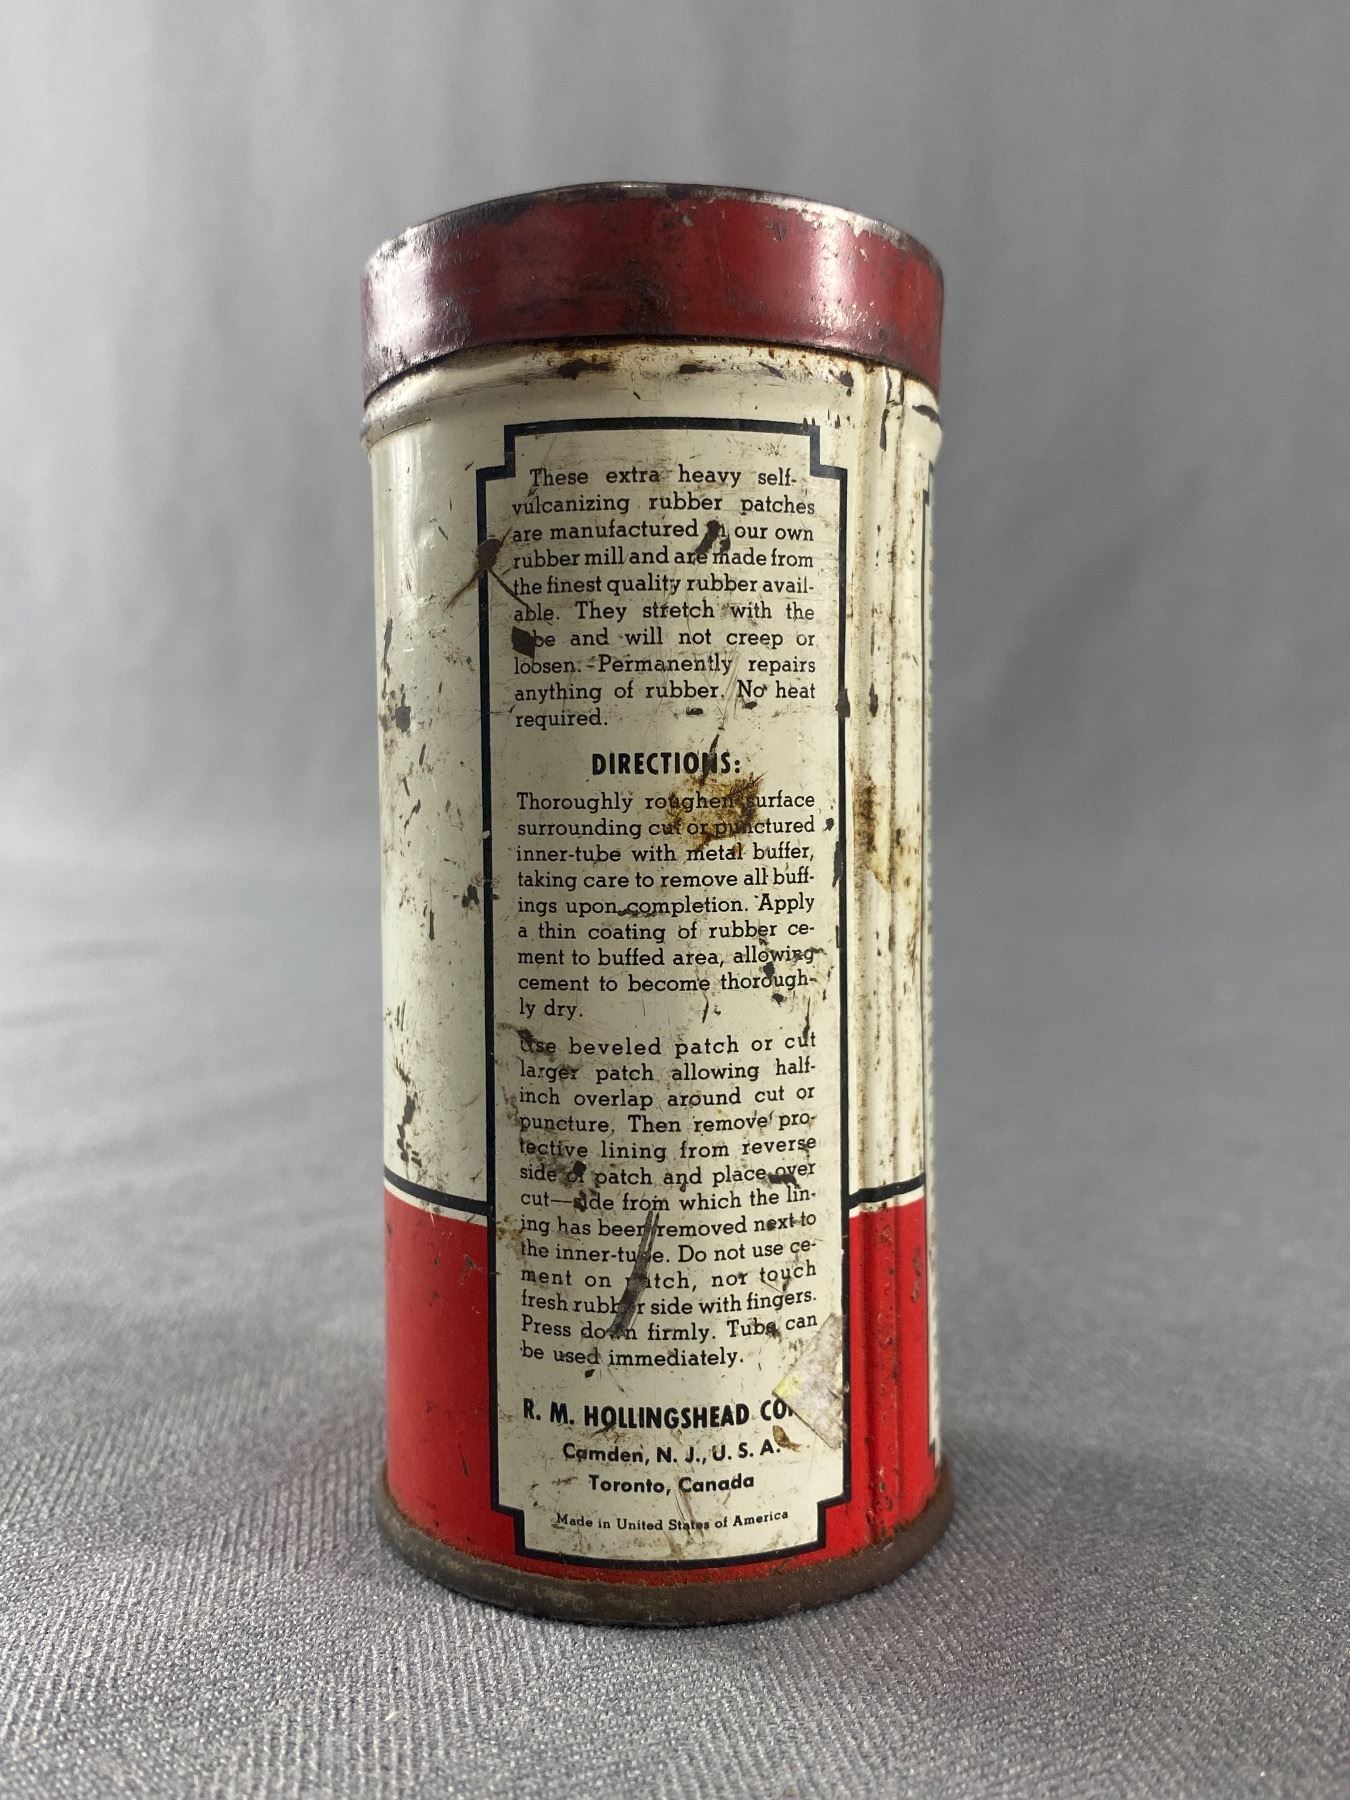 These extra heavy self-
vulcanizing rubber patches
are manufactured in our own
rubber mill and are made from
the finest quality rubber avail-
able. They stretch with the
tube and will not creep or
loosen. Permanently repairs
anything of rubber. No heat
required.
DIRECTIONS:
Thoroughly roughen surface
surrounding cut or punctured
inner-tube with metal buffer,
taking care to remove all buff-
ings upon completion. Apply
a thin coating of rubber ce-
ment to buffed area, allowing
cement to become thorough-
ly dry.
Use beveled patch or cut
larger patch allowing half-
inch overlap around cut or
puncture. Then remove pro-
tective lining from reverse
side of patch and place over
cut—side from which the lin-
ing has been removed next to
the inner-tube. Do not use ce-
ment on patch, nor touch
fresh rubber side with fingers.
Press down firmly. Tube can
be used immediately.
R. M. HOLLINGSHEAD
Camden, N. J., U. S. A.
Toronto, Canada
Made in United States of America